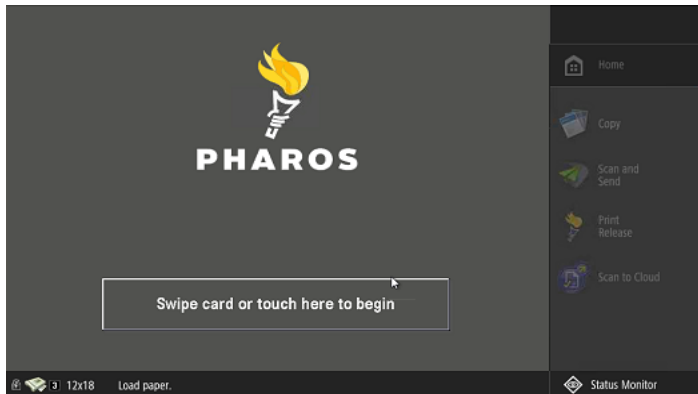 PHAROS
Swipe card or touch here to begin
Home
Copy
Scan and
Send
Print
Release
Scan to Cloud
3 12x18 Load paper.
Status Monitor